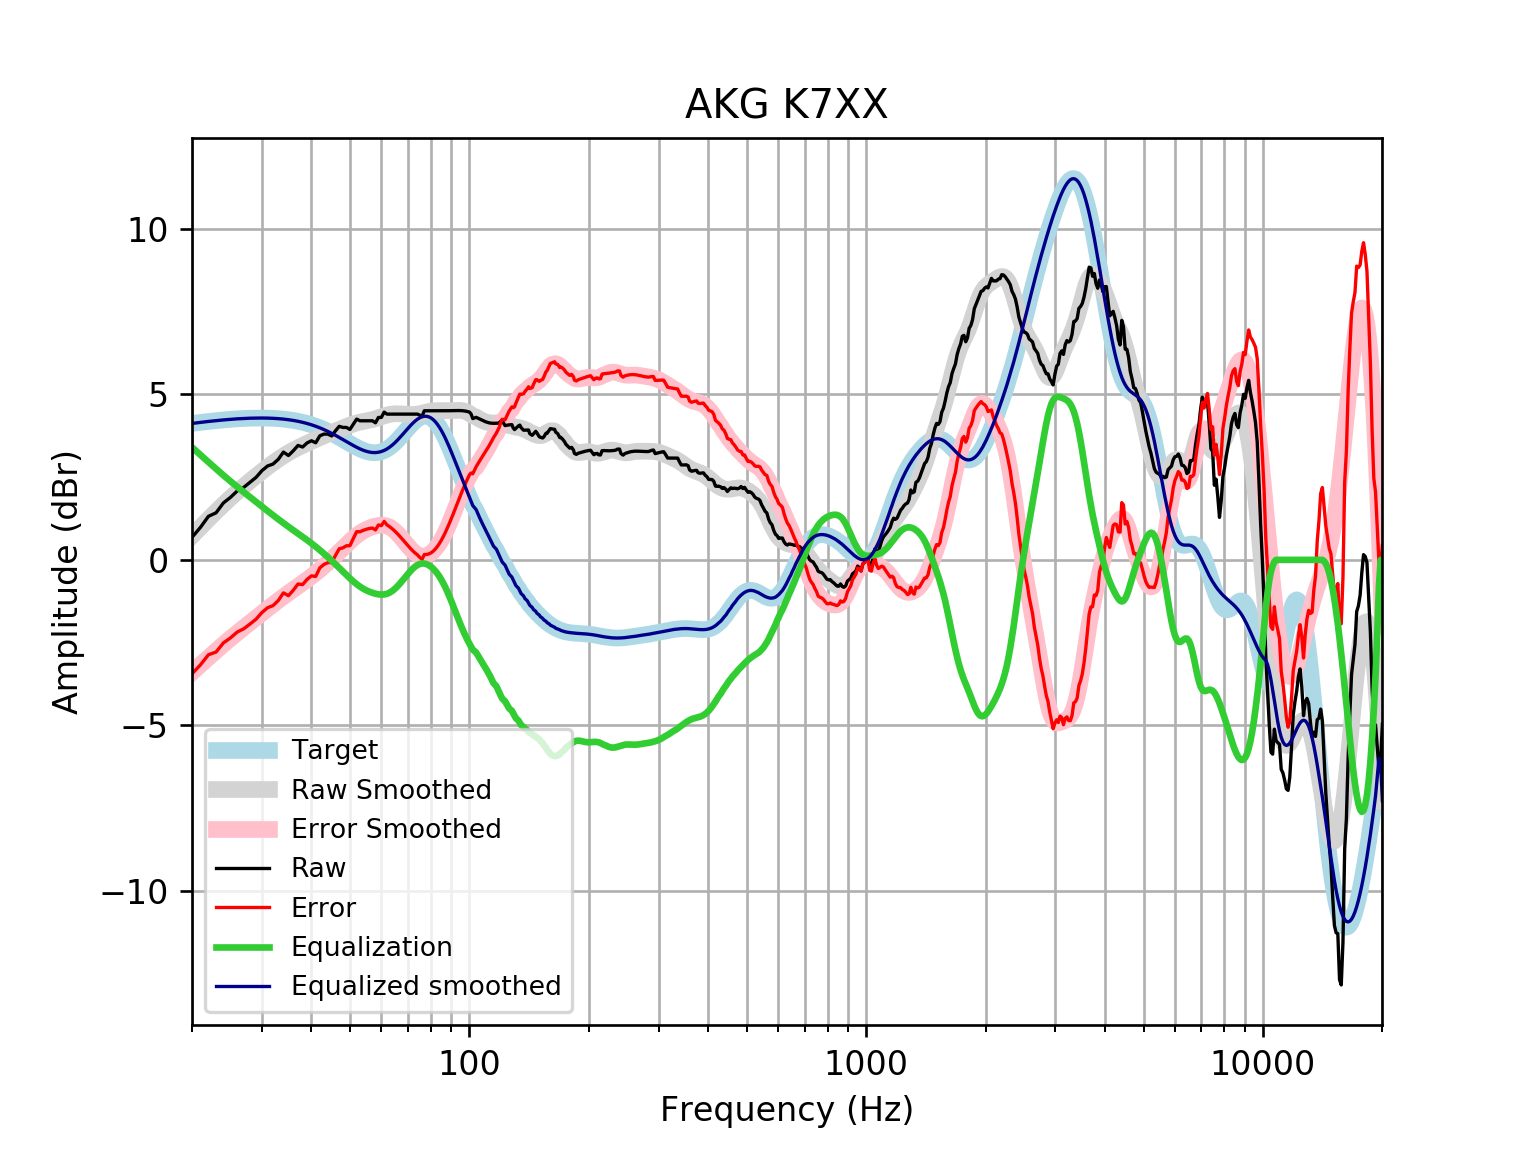 AKG K7XX
Amplitude (dBr)
10
5
0
−5
−10
Target
Raw Smoothed
Error Smoothed
Raw
Error
Equalization
Equalized smoothed
100
1000
10000
Frequency (Hz)